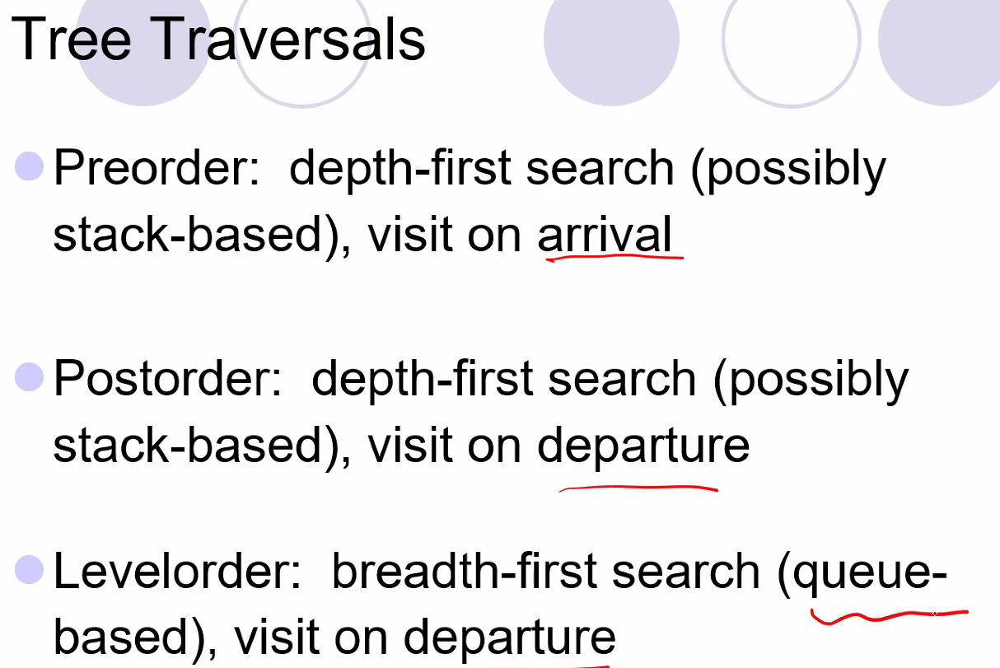 Tree Traversals
Preorder:  depth-first search (possibly
stack-based), visit on arrival
Postorder:  depth-first search (possibly
stack-based), visit on departure
Levelorder:  breadth-first search (queue-
based), visit on departure